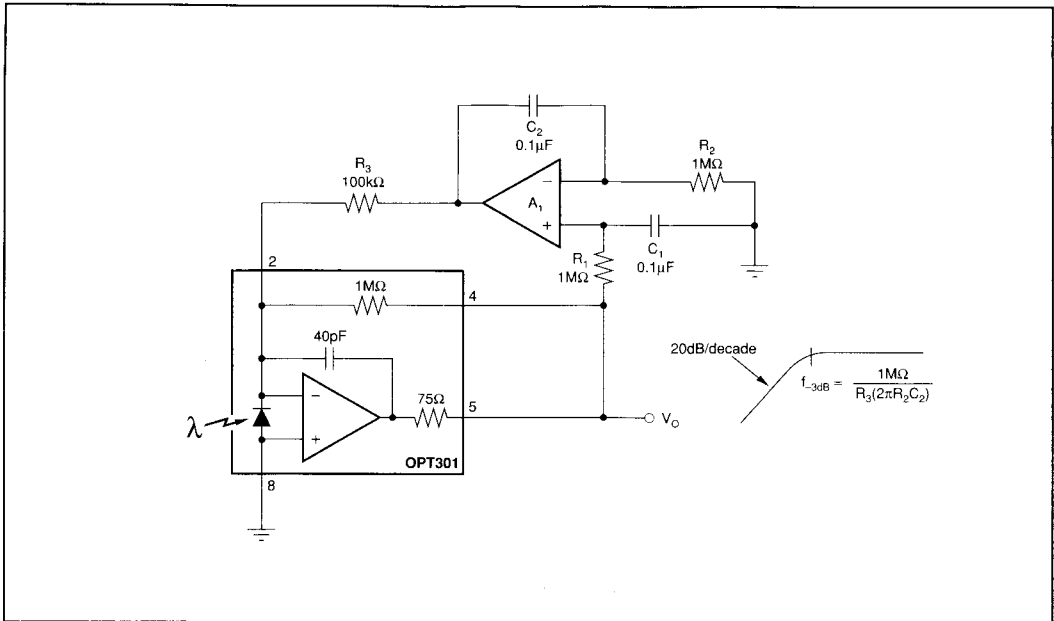 C2
0.1µF
R3
100kΩ
R2
1MΩ
−
A1
+
C1
0.1µF
R1
1MΩ
2
1MΩ
4
40pF
75Ω
5
−
+
λ
OPT301
8
VO
20dB/decade
f−3dB = 1MΩ / R3(2πR2C2)